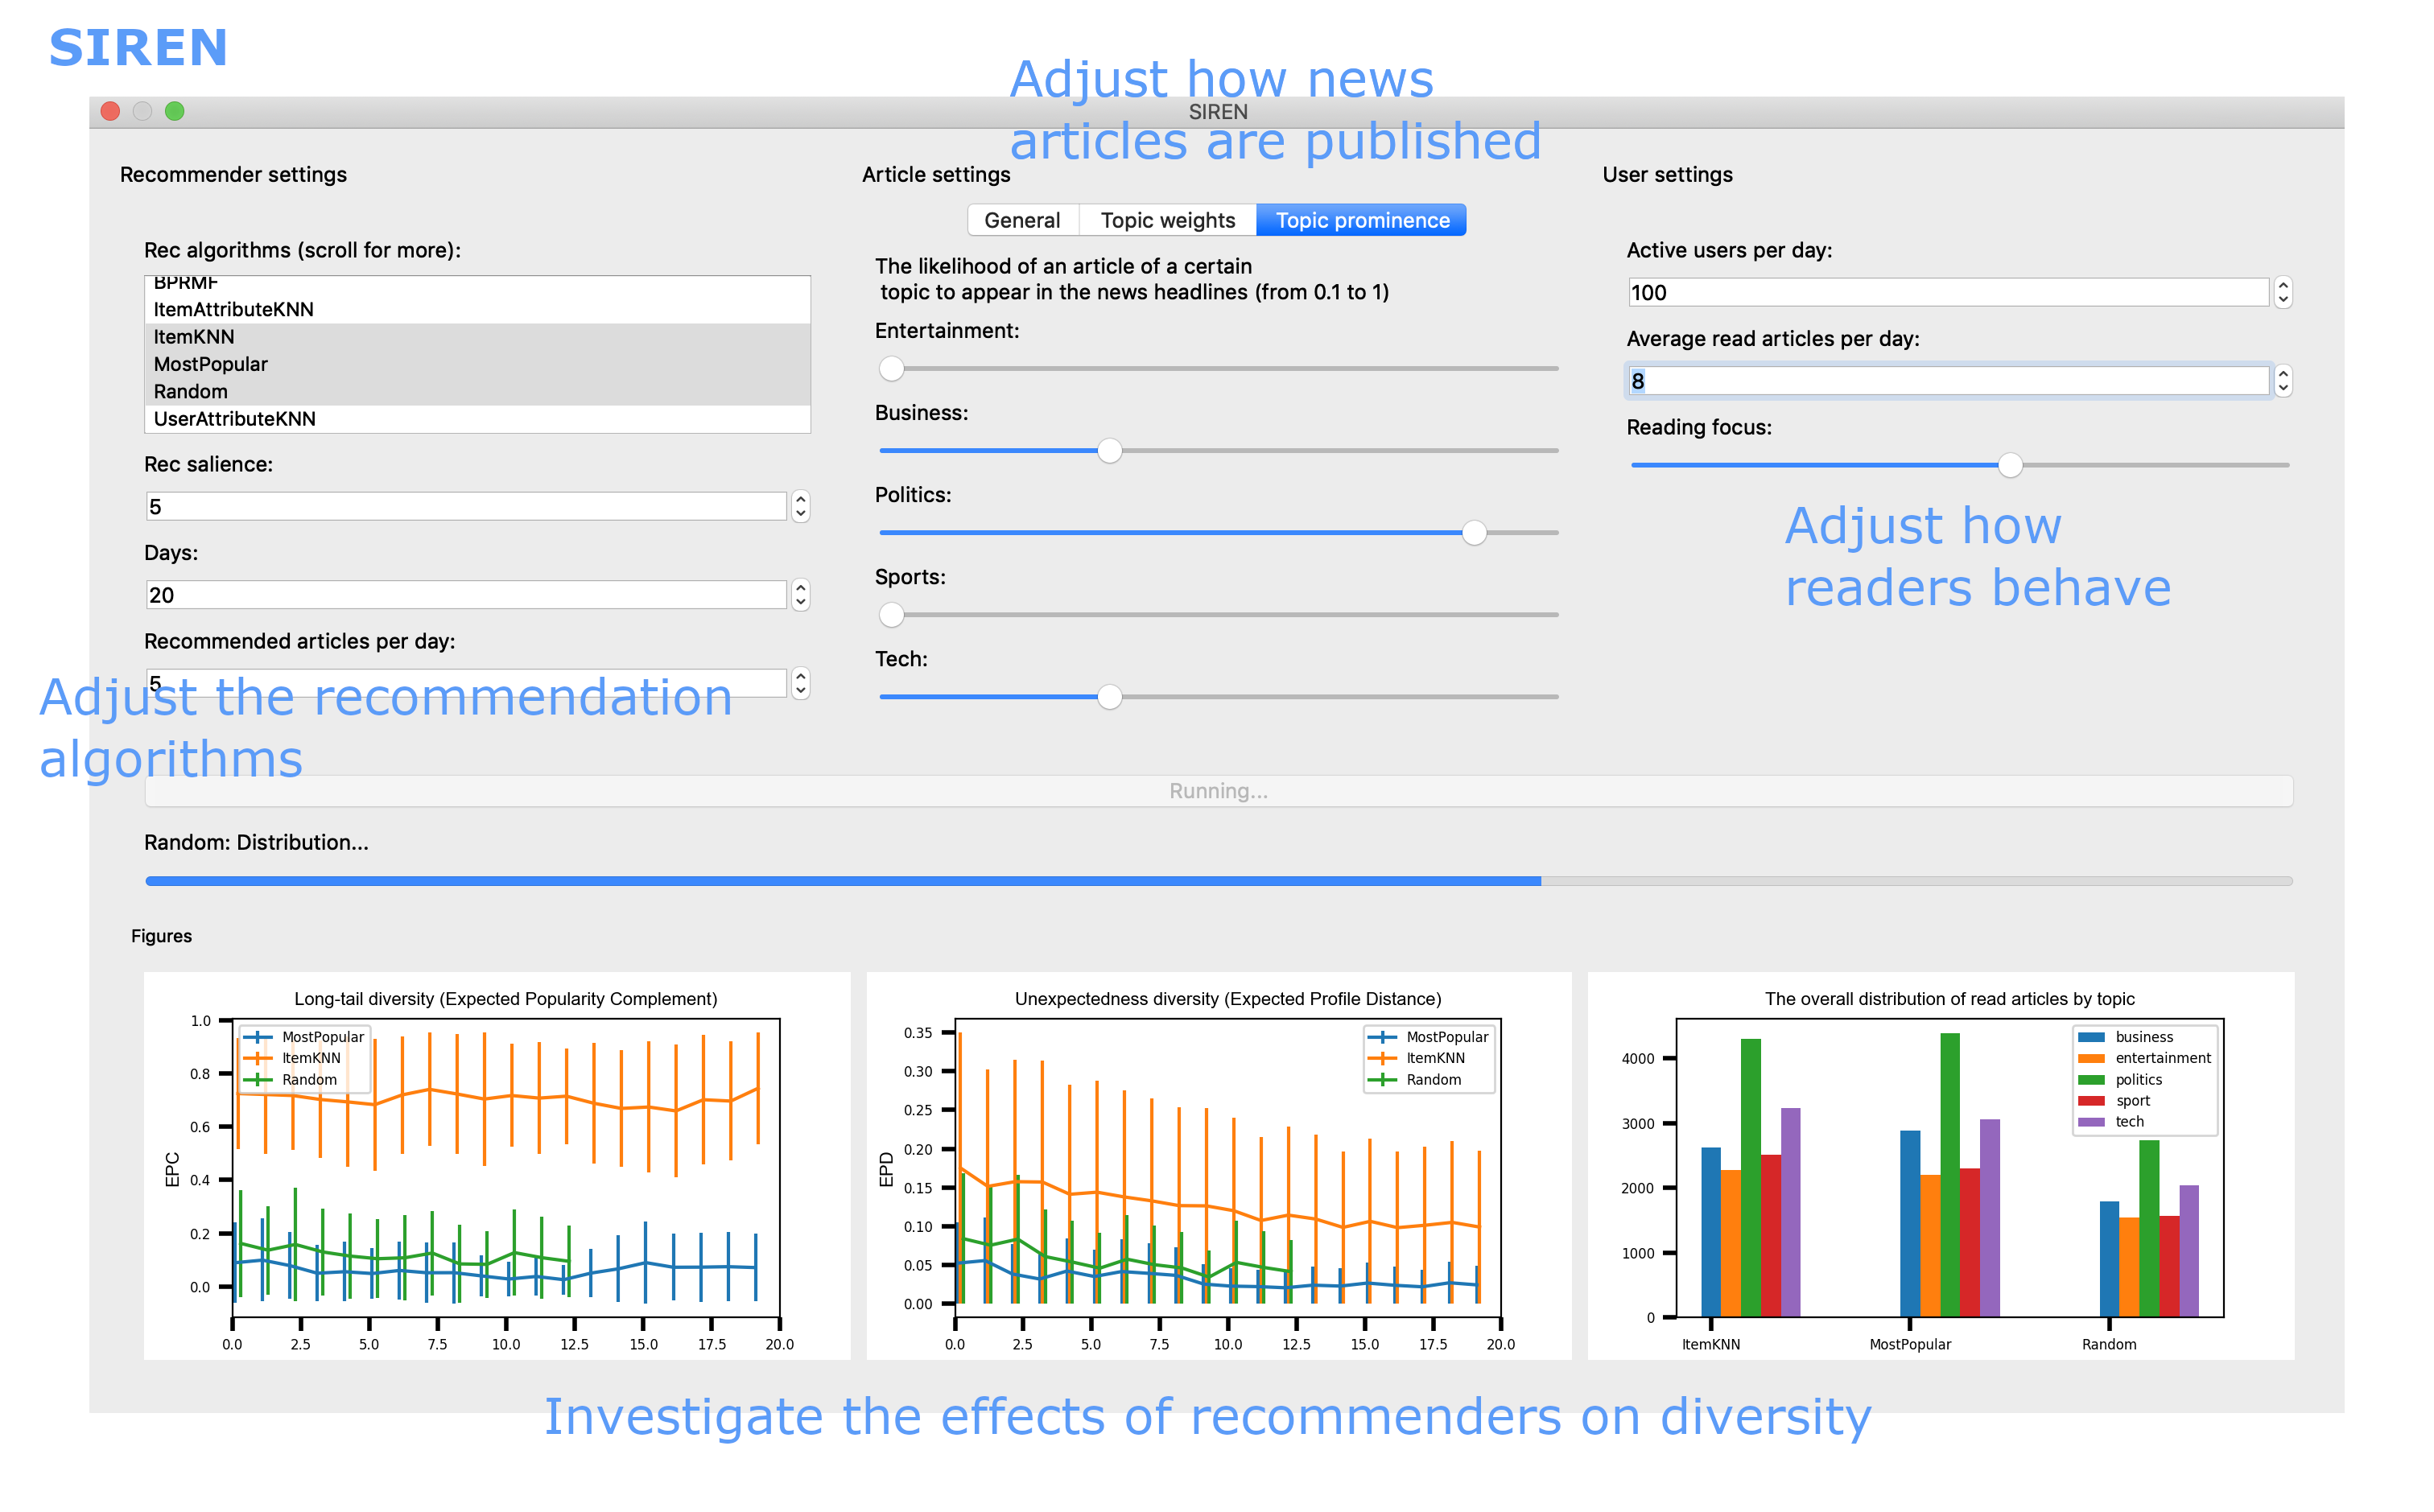 SIREN
Adjust how news
articles are published
SIREN
Recommender settings
Rec algorithms (scroll for more):
BPRMF
ItemAttributeKNN
ItemKNN
MostPopular
Random
UserAttributeKNN
Rec salience:
5
Days:
20
Recommended articles per day:
5
Adjust the recommendation
algorithms
Article settings
General
Topic weights
Topic prominence
The likelihood of an article of a certain
topic to appear in the news headlines (from 0.1 to 1)
Entertainment:
Business:
Politics:
Sports:
Tech:
User settings
Active users per day:
100
Average read articles per day:
8
Reading focus:
Adjust how
readers behave
Running...
Random: Distribution...
Figures
Long-tail diversity (Expected Popularity Complement)
MostPopular
ItemKNN
Random
EPC
1.0
0.8
0.6
0.4
0.2
0.0
0.0 2.5 5.0 7.5 10.0 12.5 15.0 17.5 20.0
Unexpectedness diversity (Expected Profile Distance)
MostPopular
ItemKNN
Random
EPD
0.35
0.30
0.25
0.20
0.15
0.10
0.05
0.00
0.0 2.5 5.0 7.5 10.0 12.5 15.0 17.5 20.0
The overall distribution of read articles by topic
business
entertainment
politics
sport
tech
4000
3000
2000
1000
0
ItemKNN MostPopular Random
Investigate the effects of recommenders on diversity